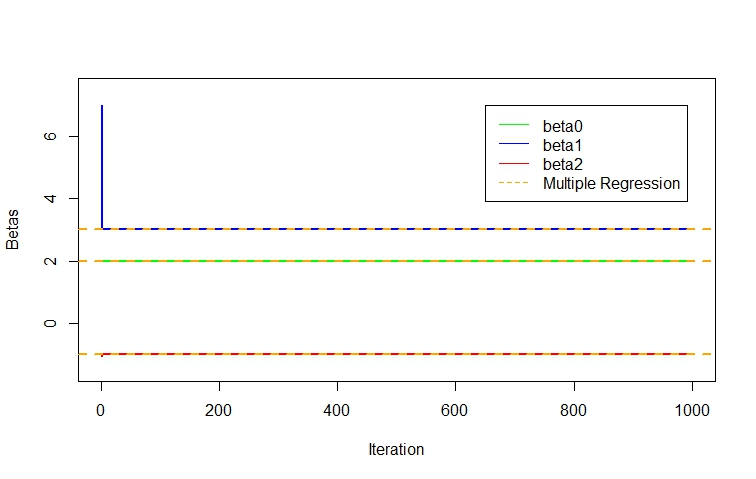 beta0
beta1
beta2
Multiple Regression
6
4
2
0
Betas
0 200 400 600 800 1000
Iteration